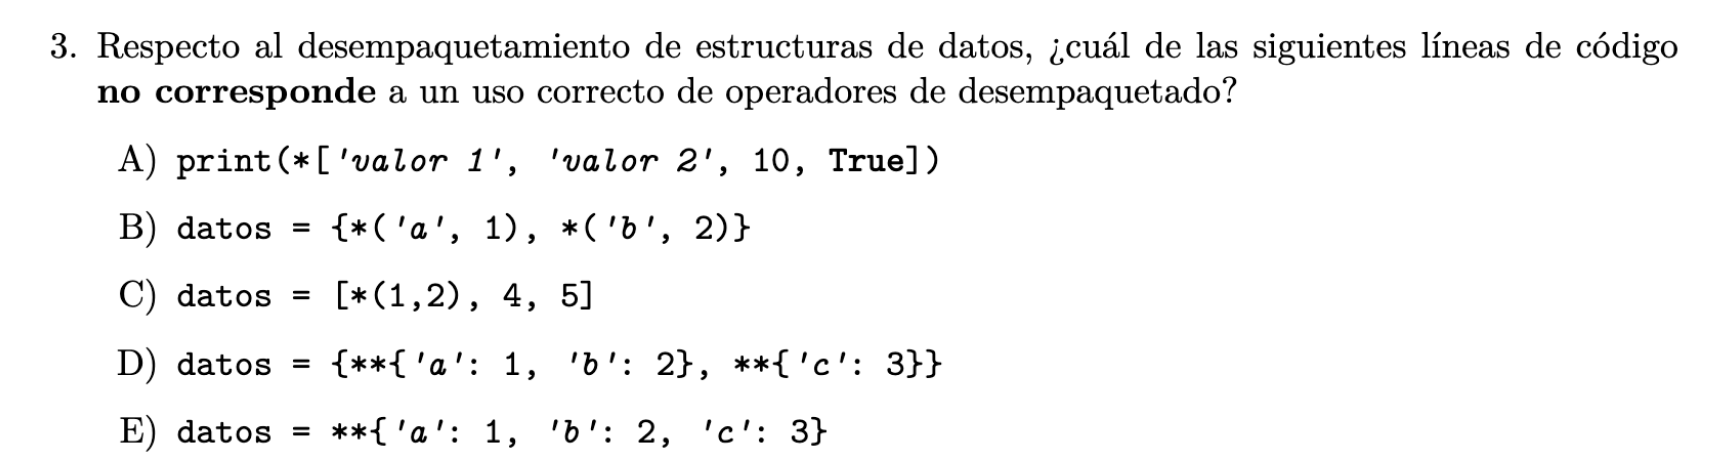 3. Respecto al desempaquetamiento de estructuras de datos, ¿cuál de las siguientes líneas de código
no corresponde a un uso correcto de operadores de desempaquetado?
A) print(*['valor 1', 'valor 2', 10, True])
B) datos = {*('a', 1), *('b', 2)}
C) datos = [*(1,2), 4, 5]
D) datos = {**{'a': 1, 'b': 2}, **{'c': 3}}
E) datos = **{'a': 1, 'b': 2, 'c': 3}